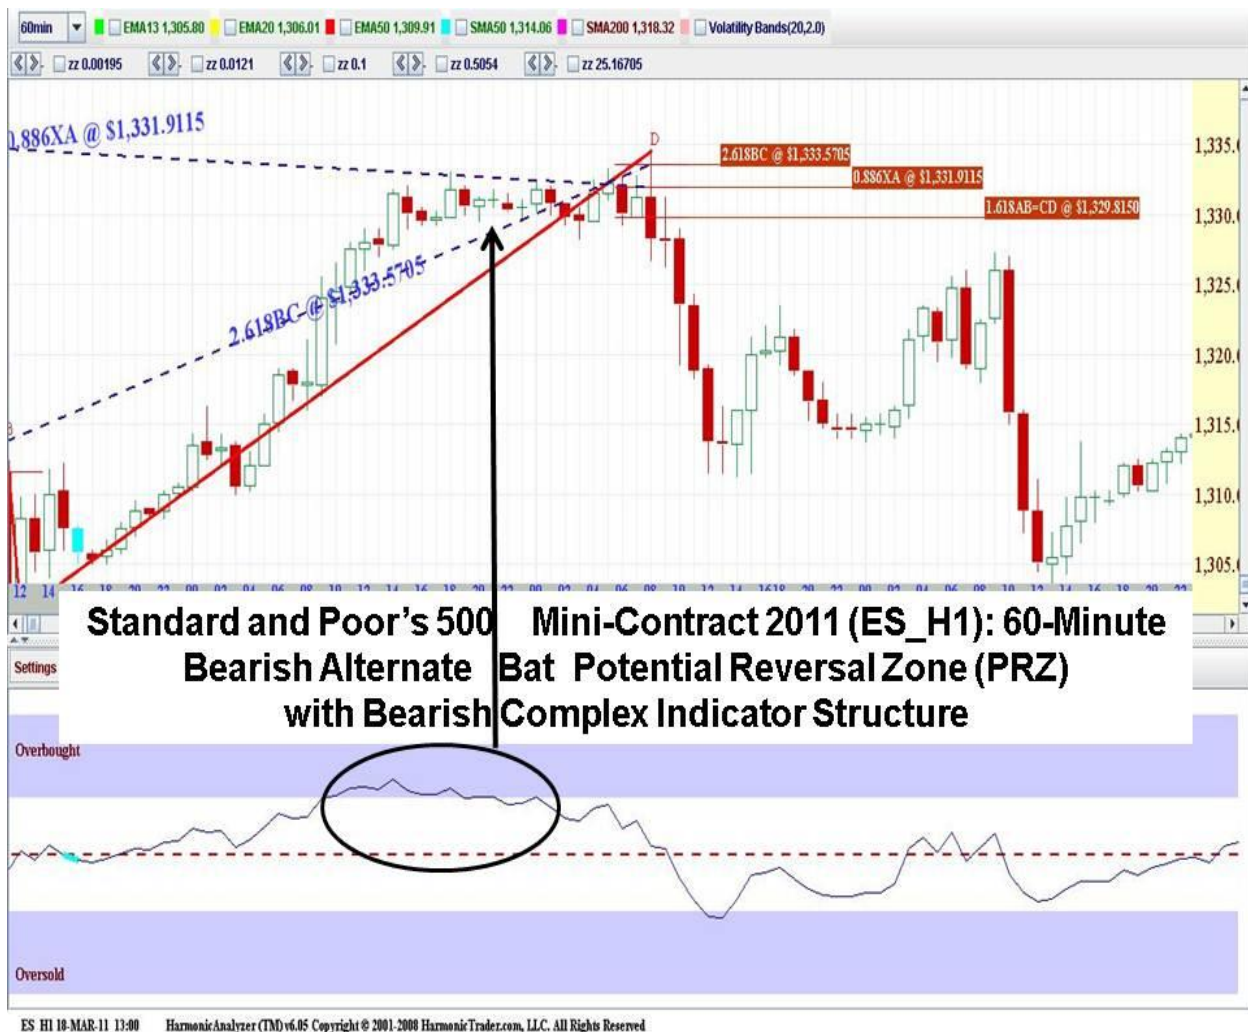 60min EMA13 1,305.80 EMA20 1,306.01 EMA50 1,309.91 SMA50 1,314.06 SMA200 1,318.32 Volatility Bands(20,2.0)
zz 0.00195 zz 0.0121 zz 0.1 zz 0.5054 zz 25.16705
0.886XA @ $1,331.9115
D
2.618BC @ $1,333.5705
1,335.
0.886XA @ $1,331.9115
1.618AB=CD @ $1,329.8150
1,330.
2.618BC @ $1,333.5705
1,325.
1,320.
1,315.
1,310.
1,305.
12 14 16
Standard and Poor's 500 Mini-Contract 2011 (ES_H1): 60-Minute
Settings
Bearish Alternate Bat Potential Reversal Zone (PRZ)
with Bearish Complex Indicator Structure
Overbought
Oversold
ES H1 18-MAR-11 13:00 HarmonicAnalyzer (TM) v6.05 Copyright © 2001-2008 HarmonicTrader.com, LLC. All Rights Reserved